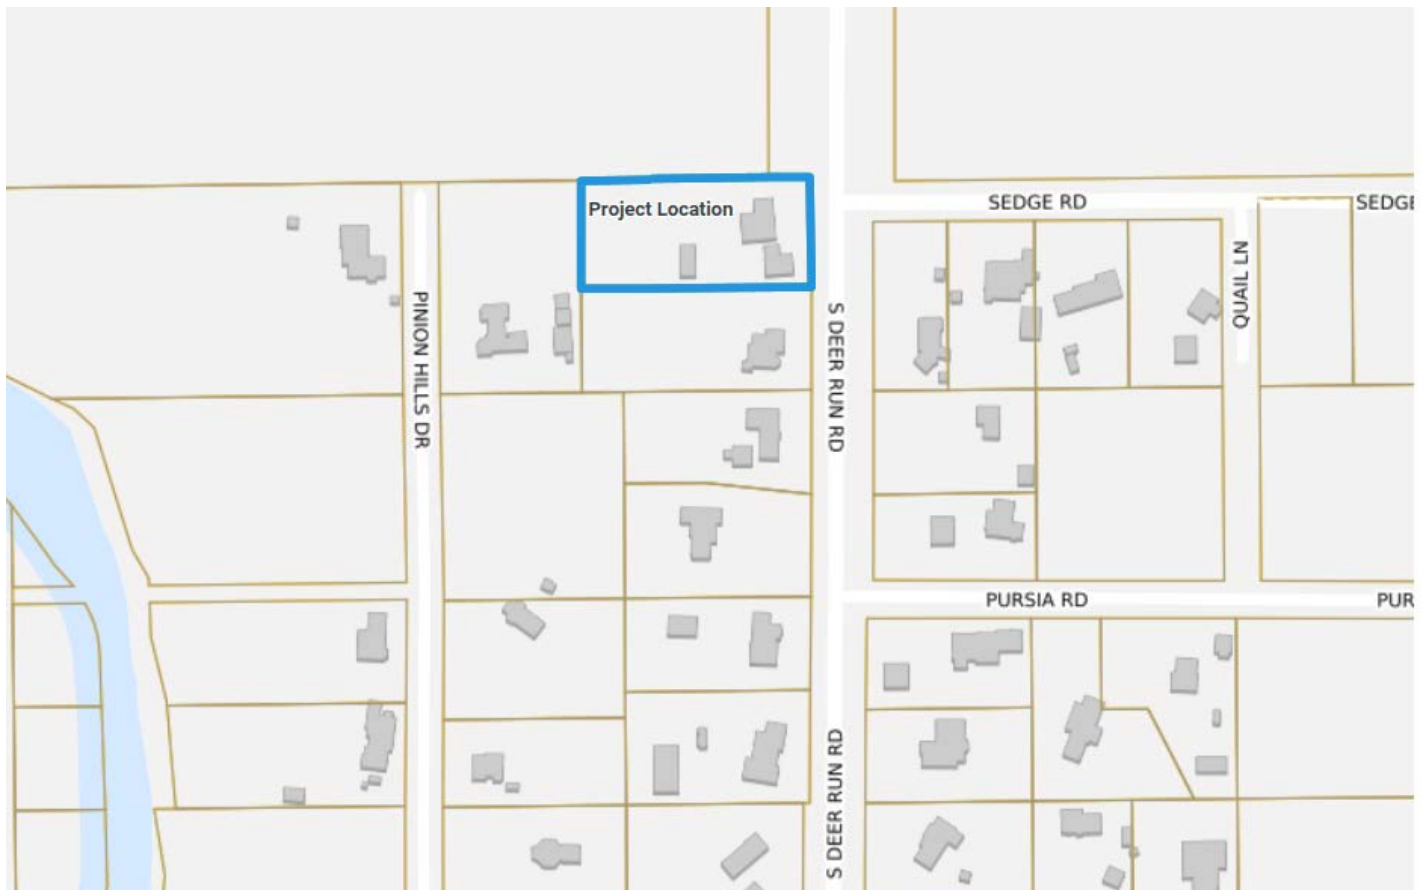 SEDGE RD
SEDGE
Project Location
QUAIL LN
PINION HILLS DR
S DEER RUN RD
PURSIA RD
PUR
S DEER RUN RD